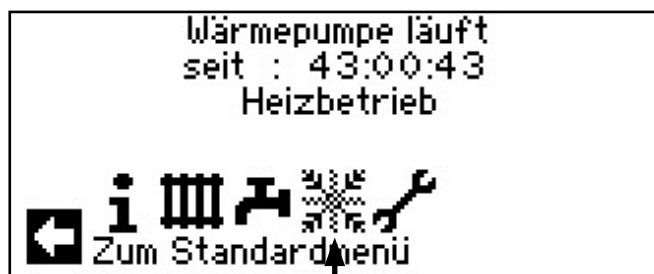 Wärmepumpe läuft
seit : 43:00:43
Heizbetrieb
Zum Standardmenü